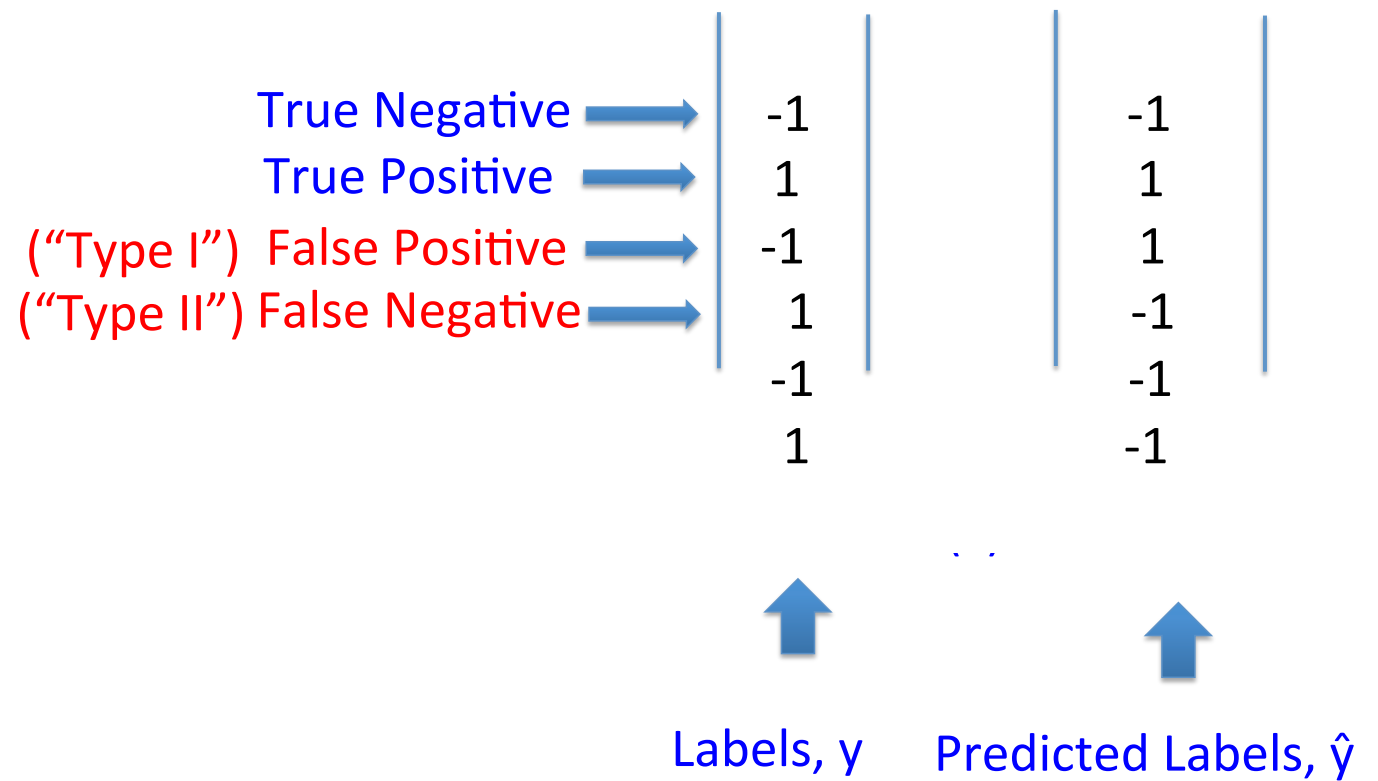 True Negative -1 -1
True Positive 1 1
(“Type I”) False Positive -1 1
(“Type II”) False Negative 1 -1
-1 -1
1 -1
Labels, y Predicted Labels, ŷ